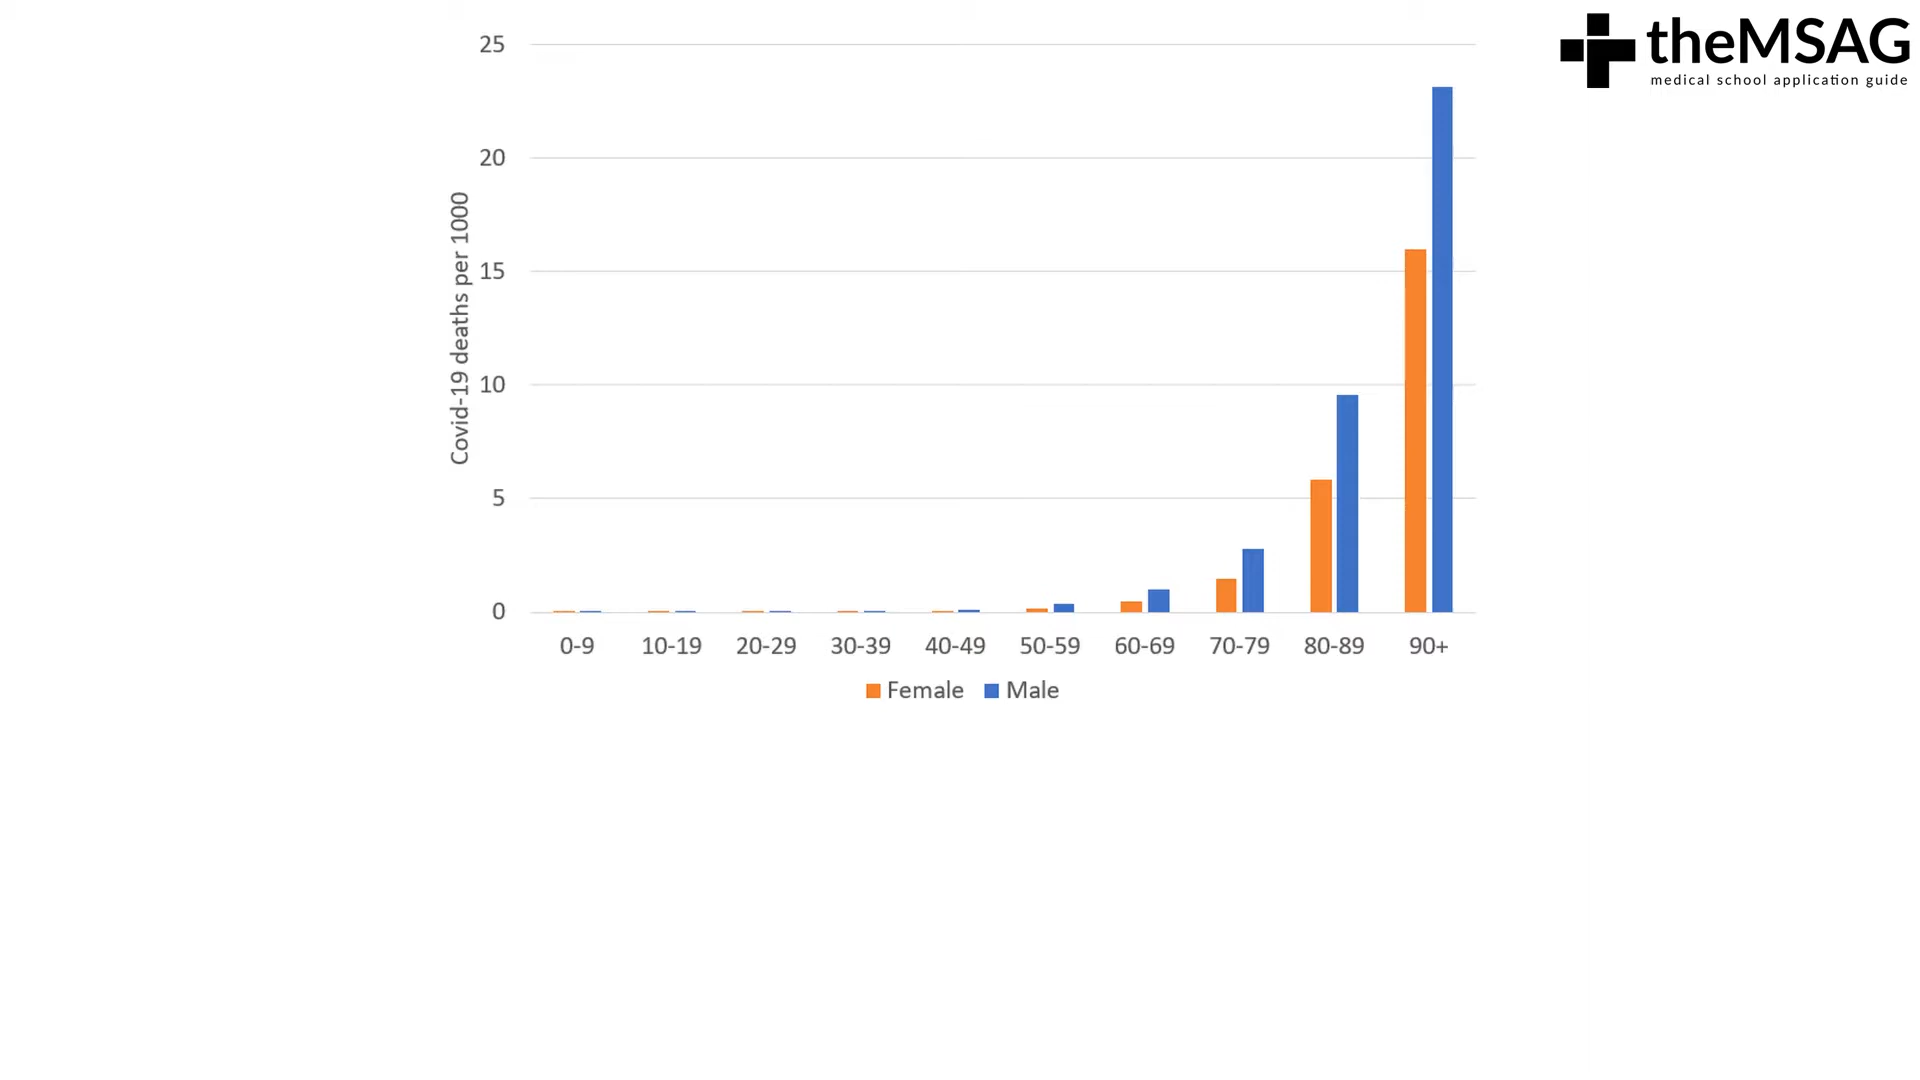 theMSAG
medical school application guide
Covid-19 deaths per 1000
25
20
15
10
5
0
0-9 10-19 20-29 30-39 40-49 50-59 60-69 70-79 80-89 90+
Female Male